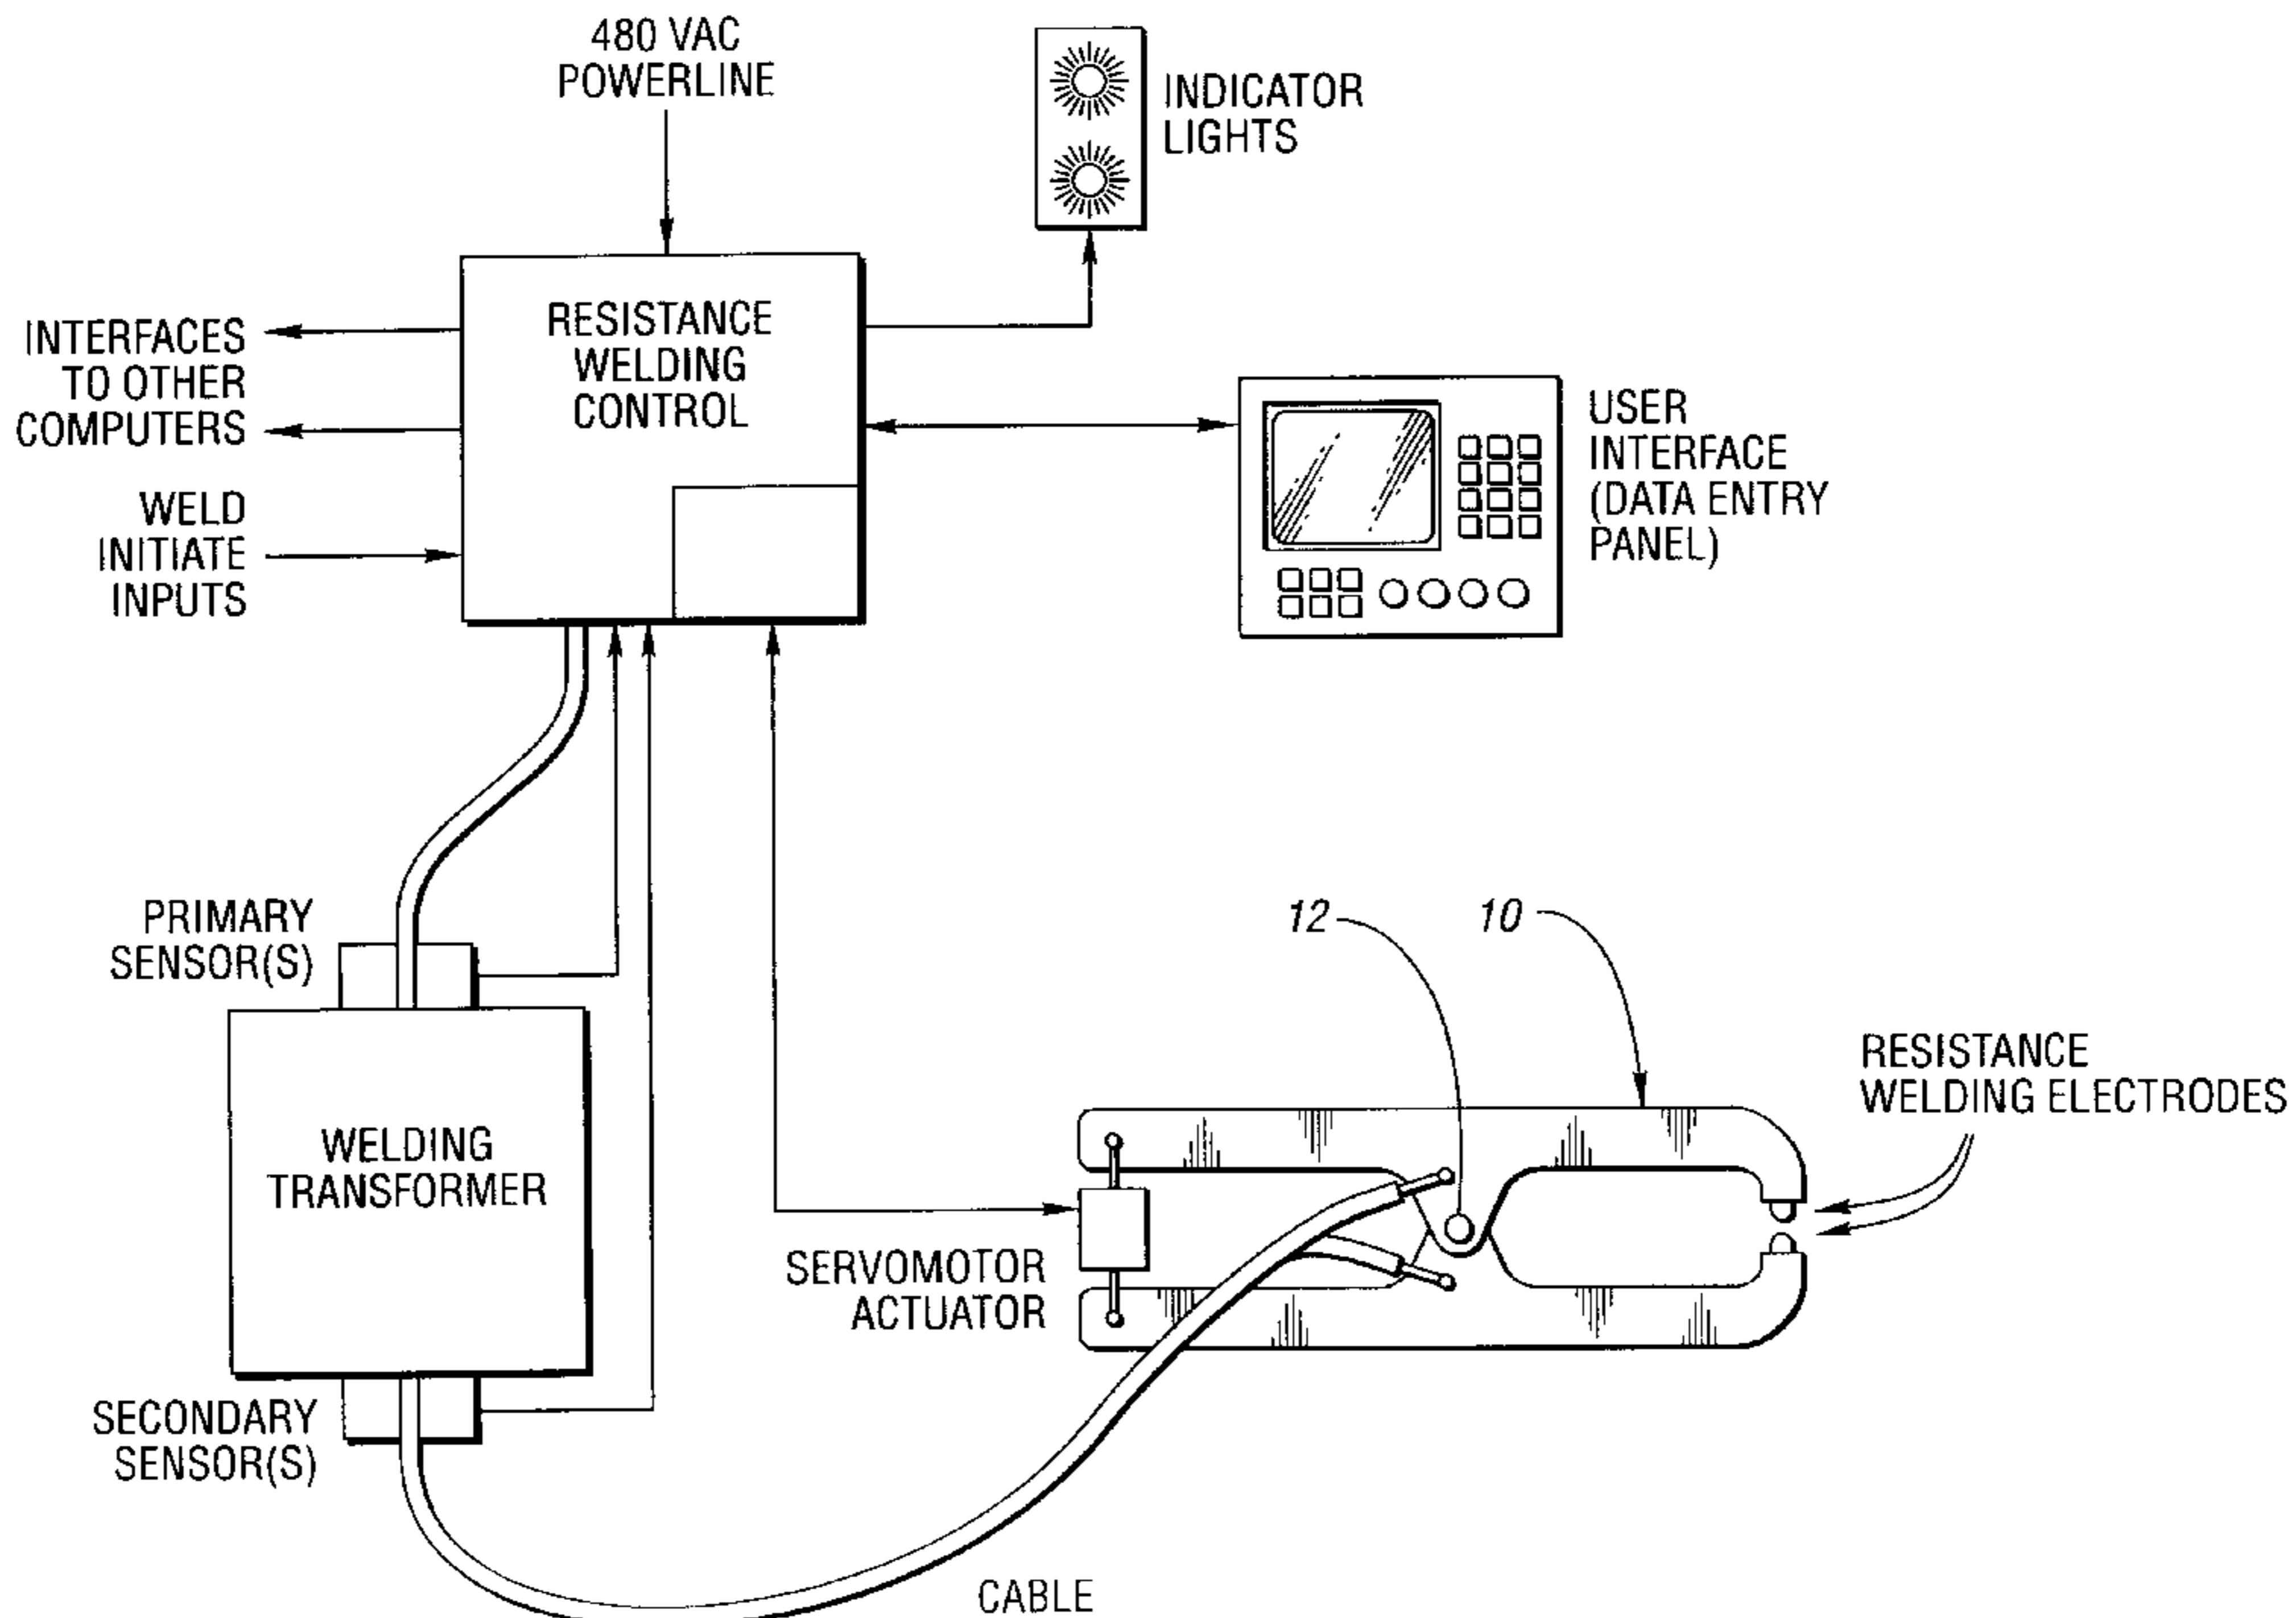 480 VAC
POWERLINE
INDICATOR
LIGHTS
RESISTANCE
WELDING
CONTROL
INTERFACES
TO OTHER
COMPUTERS
WELD
INITIATE
INPUTS
USER
INTERFACE
(DATA ENTRY
PANEL)
PRIMARY
SENSOR(S)
12
10
RESISTANCE
WELDING ELECTRODES
WELDING
TRANSFORMER
SERVOMOTOR
ACTUATOR
SECONDARY
SENSOR(S)
CABLE